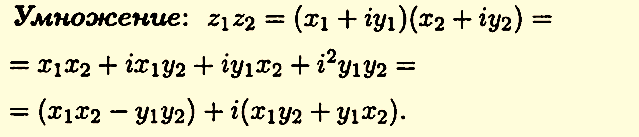 Умножение: z₁z₂ = (x₁ + iy₁)(x₂ + iy₂) =
= x₁x₂ + ix₁y₂ + iy₁x₂ + i²y₁y₂ =
= (x₁x₂ − y₁y₂) + i(x₁y₂ + y₁x₂).